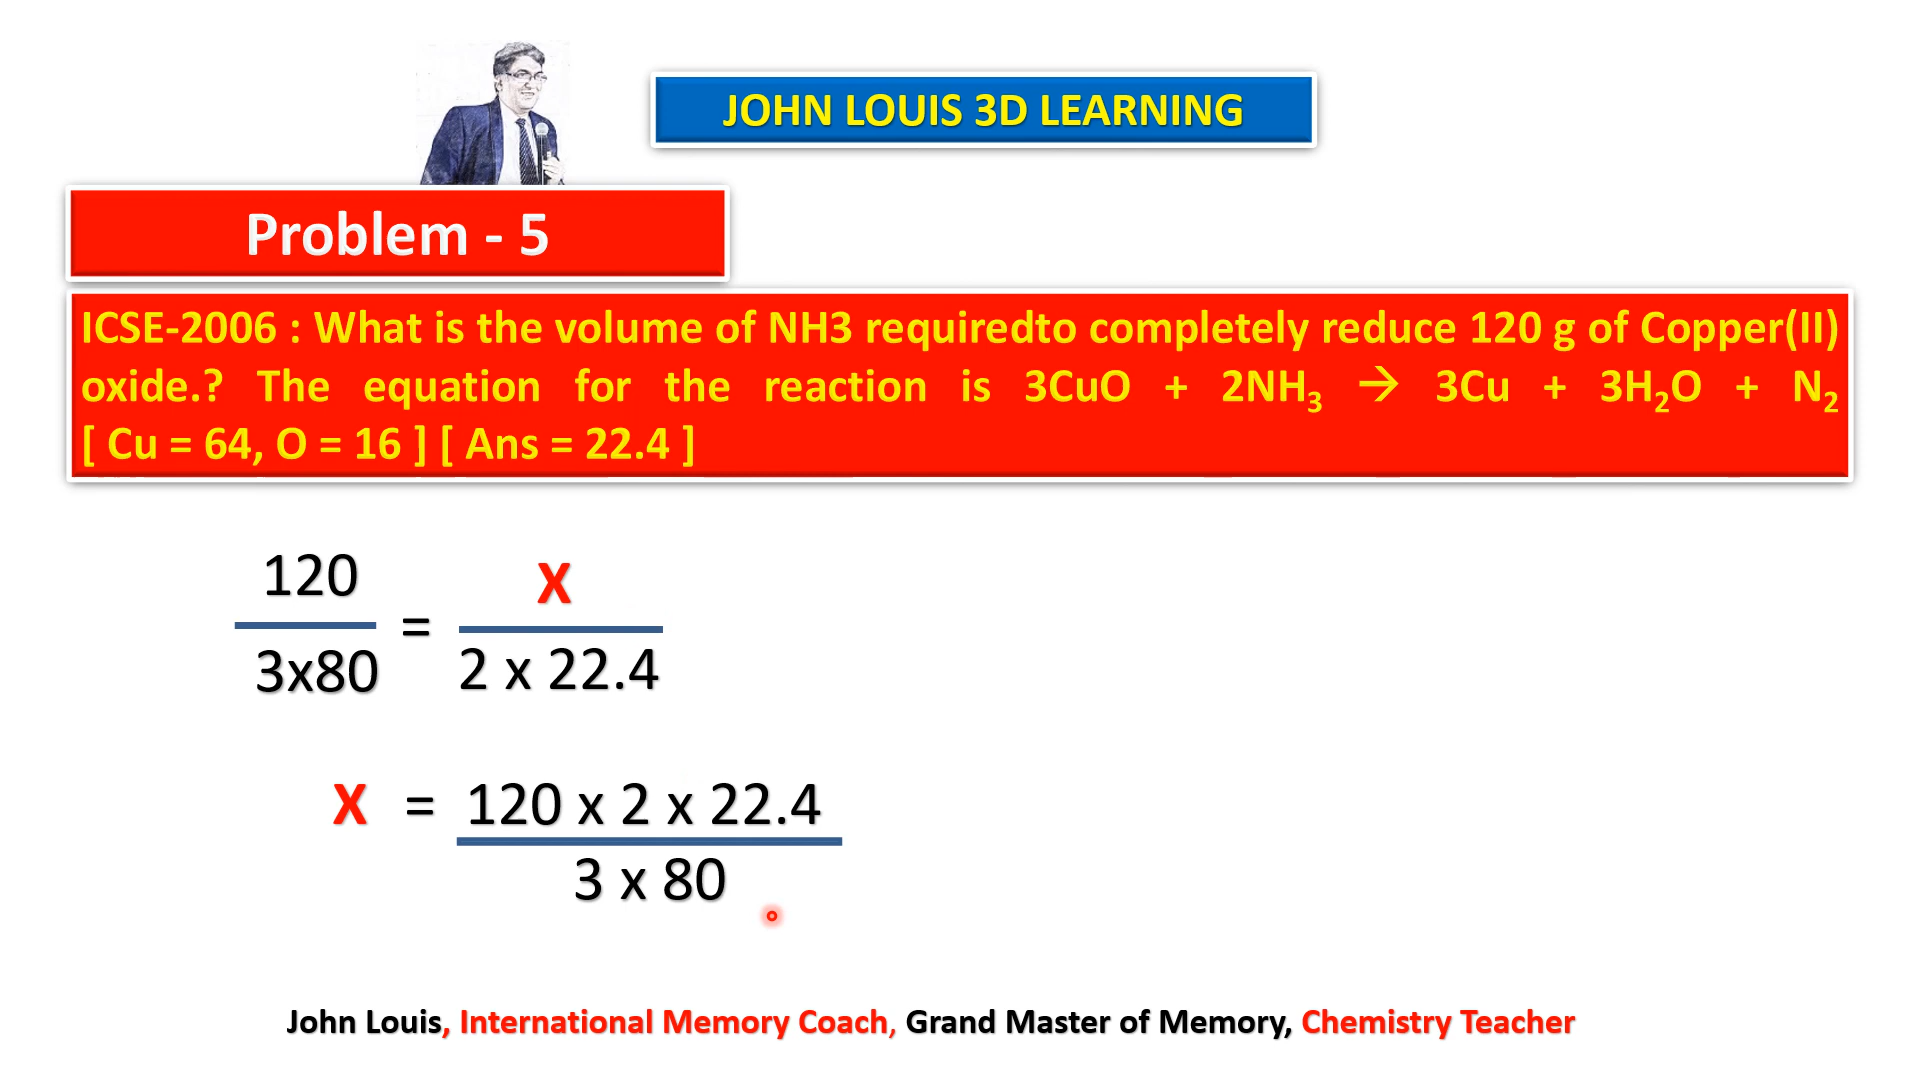 JOHN LOUIS 3D LEARNING
Problem - 5
ICSE-2006 : What is the volume of NH3 requiredto completely reduce 120 g of Copper(II)
oxide.? The equation for the reaction is 3CuO + 2NH₃ → 3Cu + 3H₂O + N₂
[ Cu = 64, O = 16 ] [ Ans = 22.4 ]
120
3x80
=
X
2 x 22.4
X = 120 x 2 x 22.4
3 x 80
John Louis, International Memory Coach, Grand Master of Memory, Chemistry Teacher